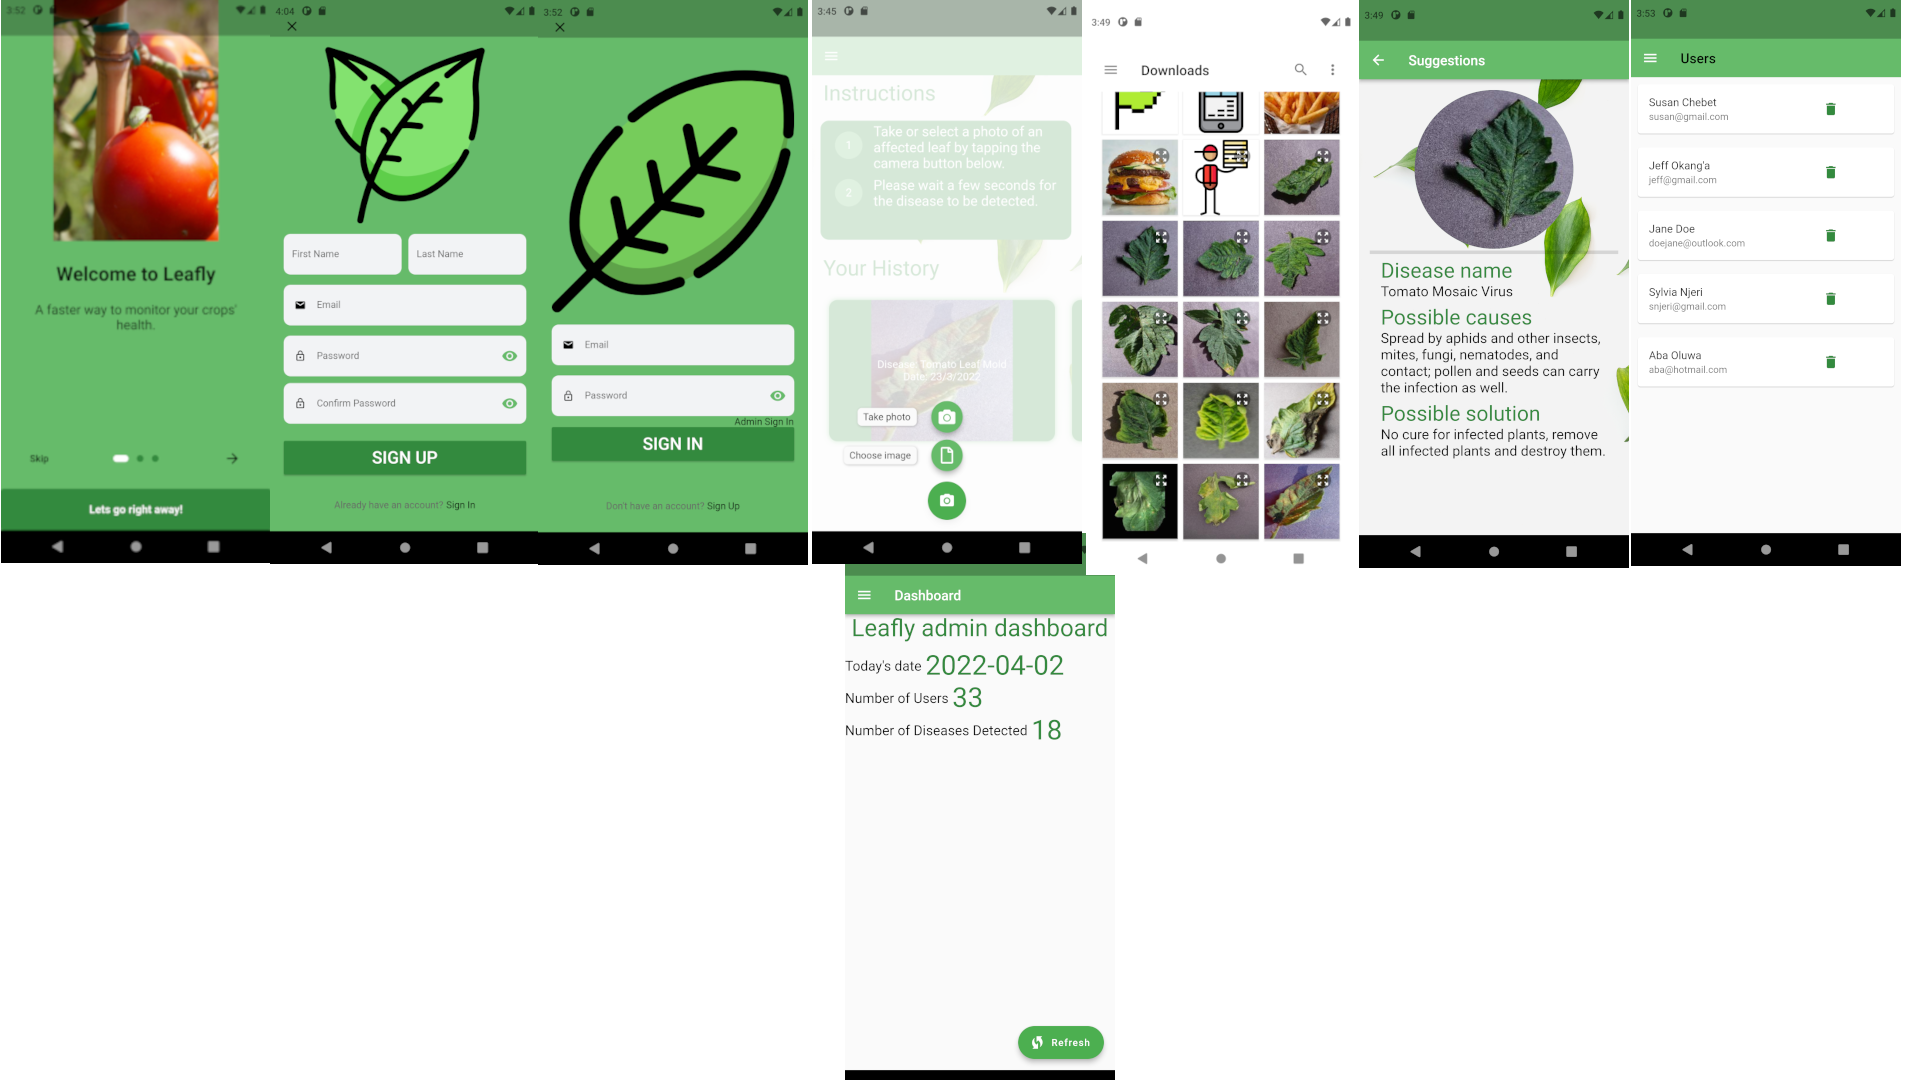 3:52
Welcome to Leafly
A faster way to monitor your crops'
health.
Skip
Lets go right away!
4:04
First Name
Last Name
Email
Password
Confirm Password
SIGN UP
Already have an account? Sign In
3:52
Email
Password
Admin Sign In
SIGN IN
Don't have an account? Sign Up
3:45
Instructions
1
Take or select a photo of an
affected leaf by tapping the
camera button below.
2
Please wait a few seconds for
the disease to be detected.
Your History
Disease: Tomato Leaf Mold
Date: 23/3/2022
Take photo
Choose image
3:49
Downloads
3:49
Suggestions
Disease name
Tomato Mosaic Virus
Possible causes
Spread by aphids and other insects,
mites, fungi, nematodes, and
contact; pollen and seeds can carry
the infection as well.
Possible solution
No cure for infected plants, remove
all infected plants and destroy them.
3:53
Users
Susan Chebet
susan@gmail.com
Jeff Okang'a
jeff@gmail.com
Jane Doe
doejane@outlook.com
Sylvia Njeri
snjeri@gmail.com
Aba Oluwa
aba@hotmail.com
Dashboard
Leafly admin dashboard
Today's date 2022-04-02
Number of Users 33
Number of Diseases Detected 18
Refresh